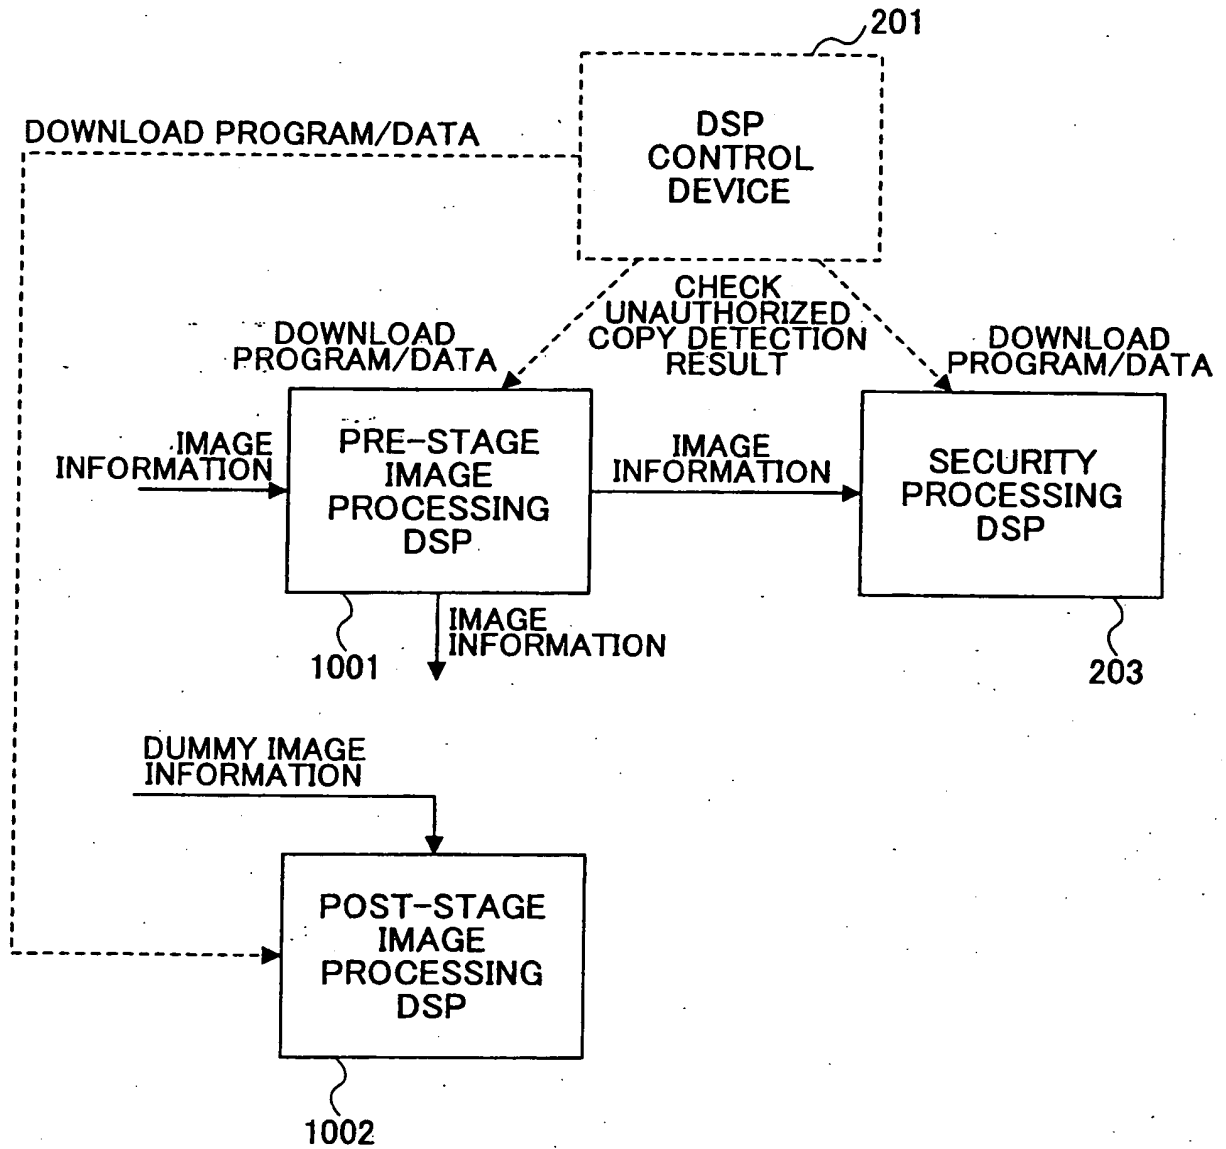 201
DOWNLOAD PROGRAM/DATA
DSP
CONTROL
DEVICE
CHECK
UNAUTHORIZED
COPY DETECTION
RESULT
DOWNLOAD
PROGRAM/DATA
DOWNLOAD
PROGRAM/DATA
IMAGE
INFORMATION
PRE-STAGE
IMAGE
PROCESSING
DSP
IMAGE
INFORMATION
SECURITY
PROCESSING
DSP
IMAGE
INFORMATION
1001
203
DUMMY IMAGE
INFORMATION
POST-STAGE
IMAGE
PROCESSING
DSP
1002